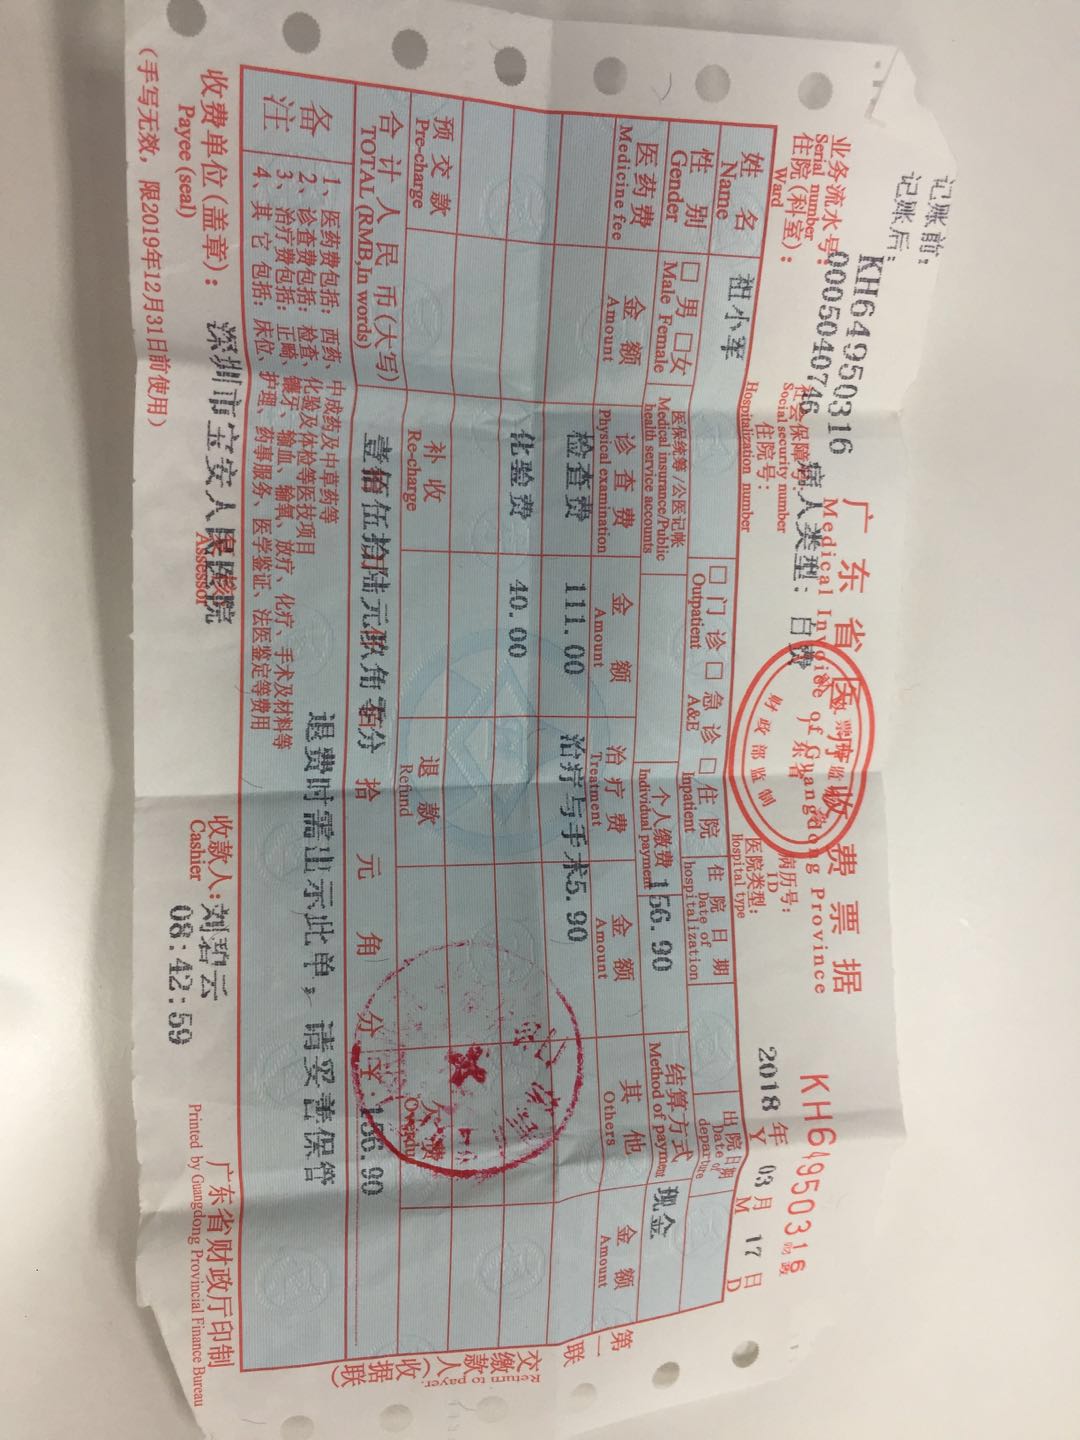 记账前：
记账后：
KH64950316
广东省医疗收费票据
Medical Invoice of Guangdong Province
KH64950316
业务流水号：000504076 病人类型：自费
Serial number
社会保障号：
Social security number
病历号：
ID
2018 年 03 月 17 日
Y M D
住院(科室)：
Ward
住院号：
Hospitalization number
医院类型：
Hospital type
姓名 祖小军
Name
□门诊 □急诊 □住院
Outpatient A&E Inpatient
住院日期
Date of hospitalization
出院日期
Date of departure
性别 □男 □女
Gender Male Female
医保统筹/公医记帐
Medical insurance/Public health service accounts
个人缴费 156.90
Individual payment
结算方式 现金
Method of payment
医药费 金额 诊查费 金额 治疗费 金额 其他 金额
Medicine fee Amount Physical examination Amount Treatment Amount Others Amount
检查费 111.00 治疗与手术5.90
化验费 40.00
预交款 补收 退款 欠费
Pre-charge Re-charge Refund
合计人民币(大写) 壹佰伍拾陆元玖角零分 拾 元 角 分 ¥：156.90
TOTAL (RMB, In words)
备注
1、医药费包括：西药、中成药及中草药等
2、诊查费包括：检查、化验及体检等医技项目
3、治疗费包括：正畸、镶牙、输血、输氧、放疗、化疗、手术及材料等
4、其它包括：床位、护理、药事服务、医学鉴证、法医鉴定等费用
退费时需出示此单，请妥善保管
收费单位(盖章)：深圳市宝安人民医院
Payee (seal)
Assessor
收款人：刘碧云
Cashier
08:42:59
广东省财政厅印制
Printed by Guangdong Provincial Finance Bureau
(手写无效，限2019年12月31日前使用)
第一联
交缴款人(收据联)
Return to payer
财政部监制